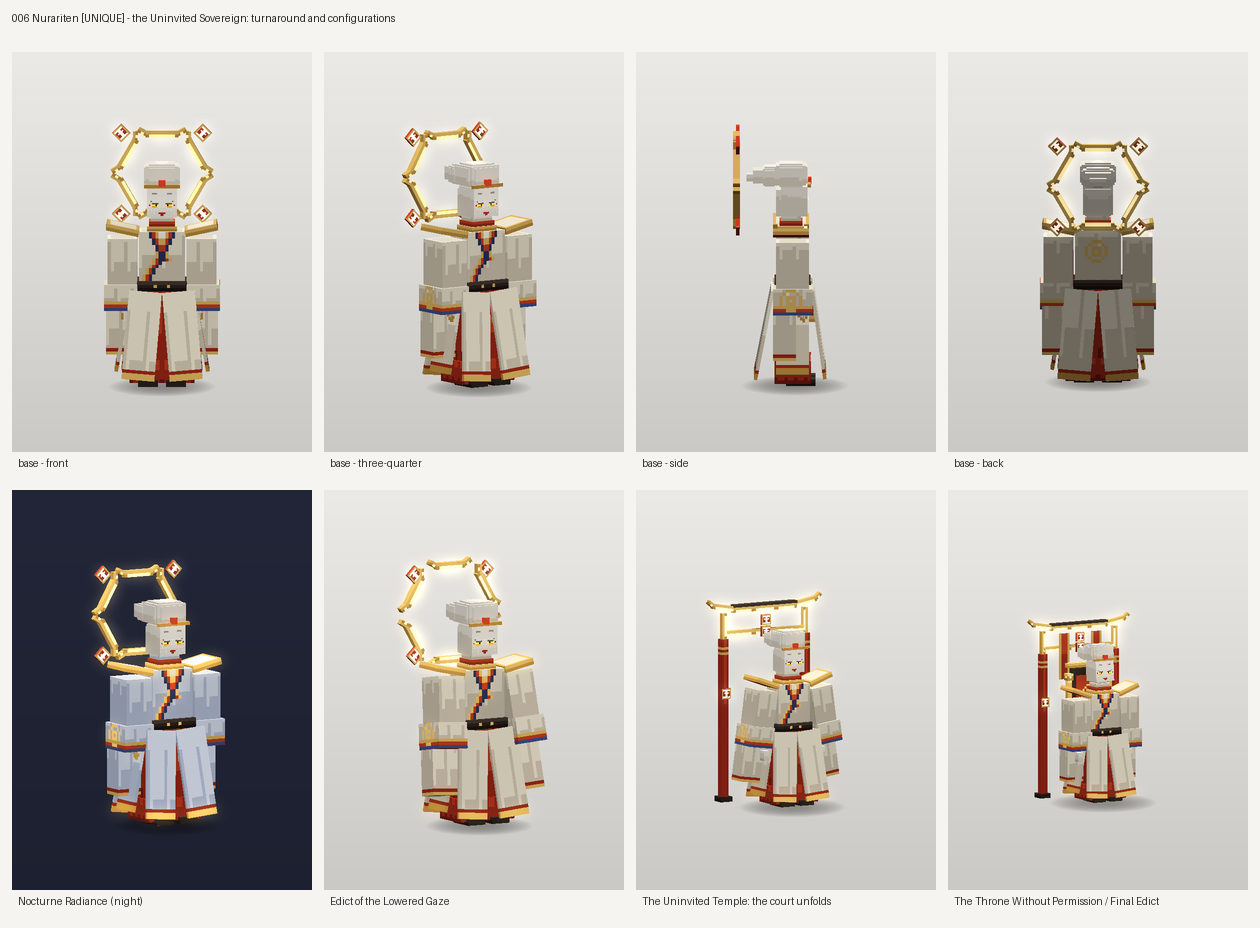 006 Nurariten [UNIQUE] - the Uninvited Sovereign: turnaround and configurations
base - front
base - three-quarter
base - side
base - back
Nocturne Radiance (night)
Edict of the Lowered Gaze
The Uninvited Temple: the court unfolds
The Throne Without Permission / Final Edict